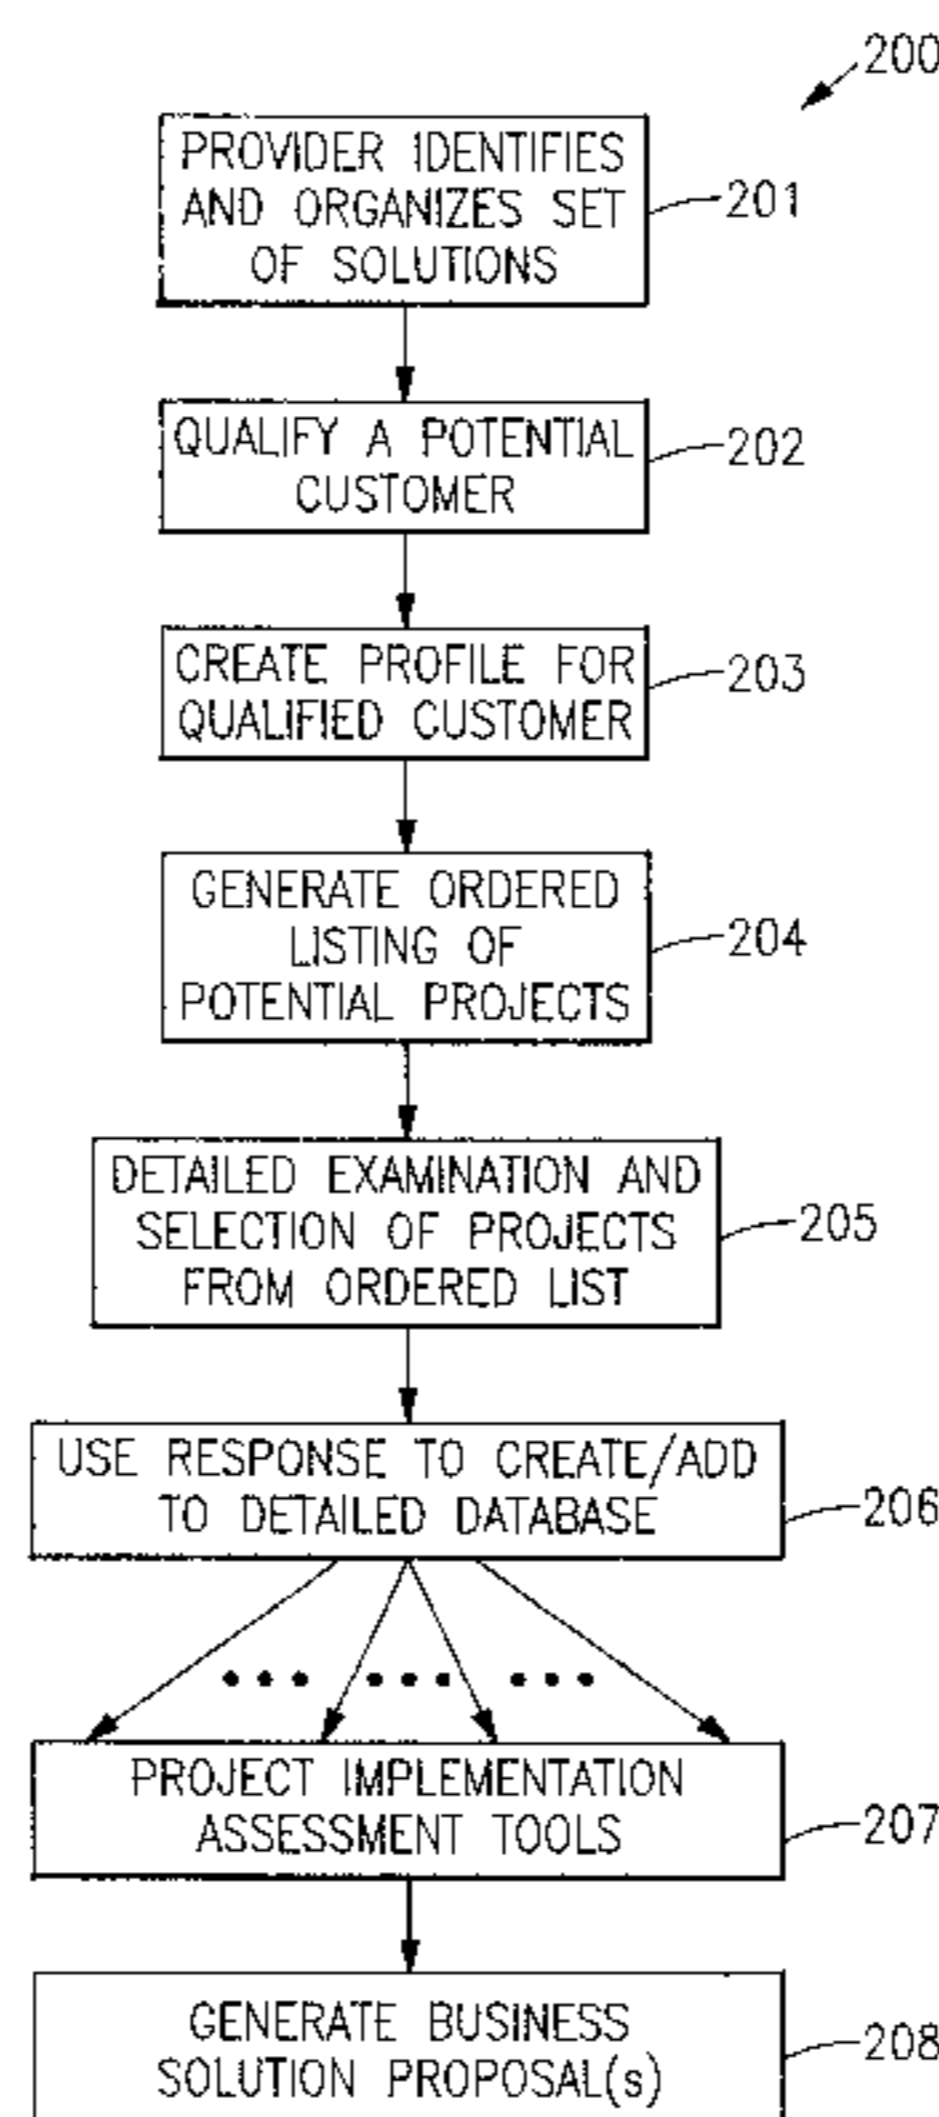 200
PROVIDER IDENTIFIES
AND ORGANIZES SET
OF SOLUTIONS
201
QUALIFY A POTENTIAL
CUSTOMER
202
CREATE PROFILE FOR
QUALIFIED CUSTOMER
203
GENERATE ORDERED
LISTING OF
POTENTIAL PROJECTS
204
DETAILED EXAMINATION AND
SELECTION OF PROJECTS
FROM ORDERED LIST
205
USE RESPONSE TO CREATE/ADD
TO DETAILED DATABASE
206
PROJECT IMPLEMENTATION
ASSESSMENT TOOLS
207
GENERATE BUSINESS
SOLUTION PROPOSAL(s)
208